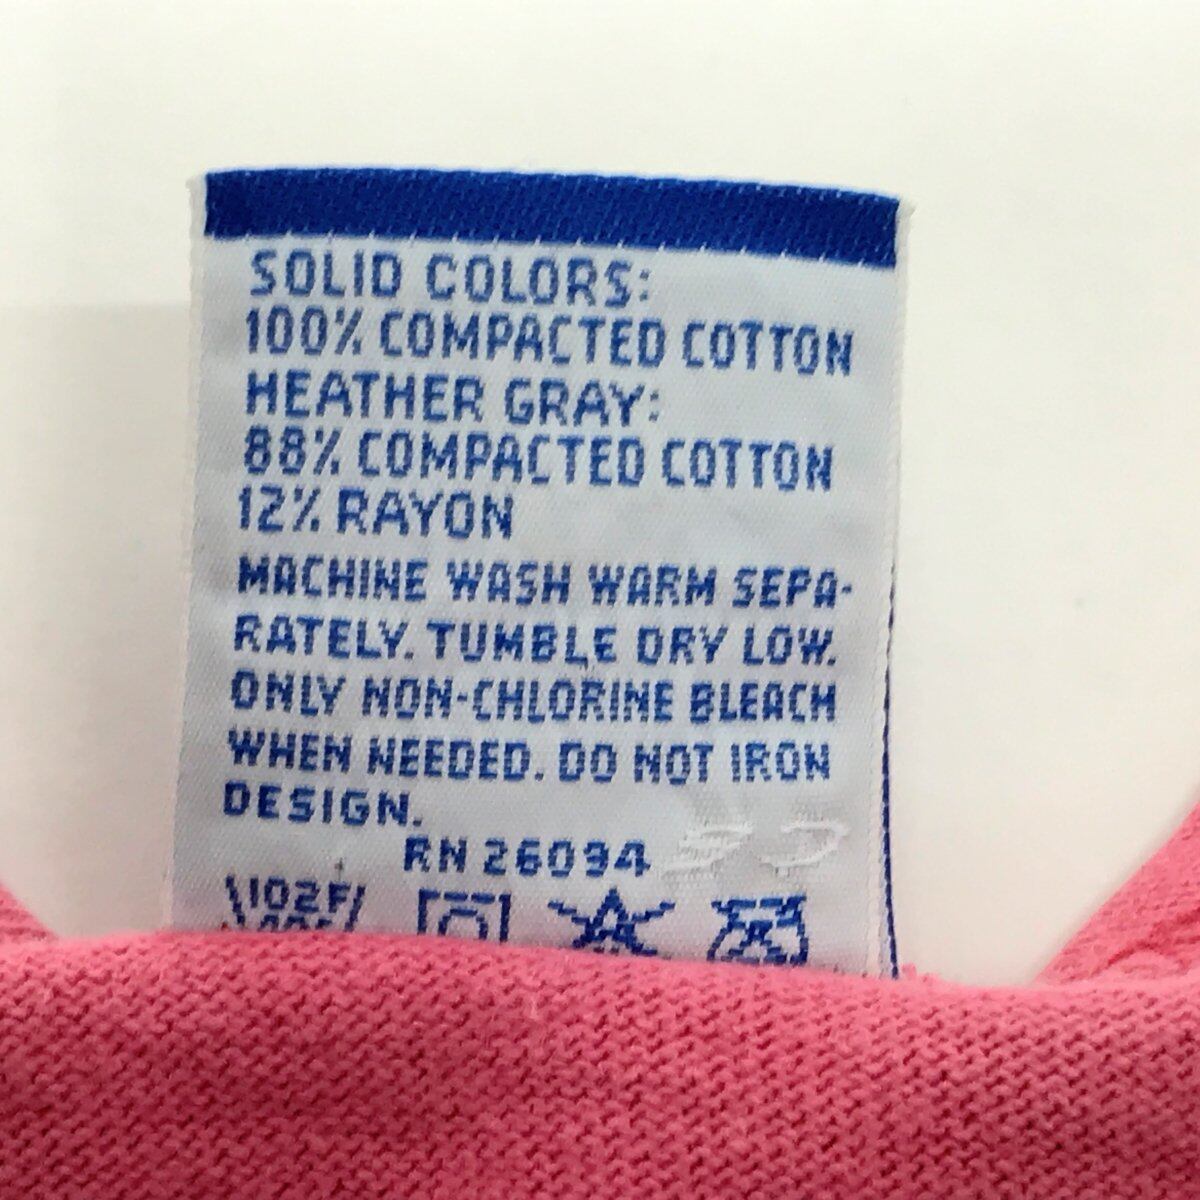 SOLID COLORS:
100% COMPACTED COTTON
HEATHER GRAY:
88% COMPACTED COTTON
12% RAYON
MACHINE WASH WARM SEPA-
RATELY. TUMBLE DRY LOW.
ONLY NON-CHLORINE BLEACH
WHEN NEEDED. DO NOT IRON
DESIGN.
RN 26094
102F